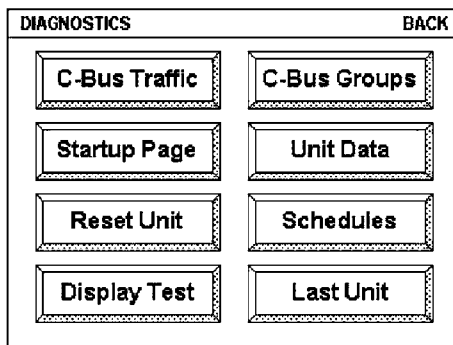 DIAGNOSTICS BACK
C-Bus Traffic C-Bus Groups
Startup Page Unit Data
Reset Unit Schedules
Display Test Last Unit